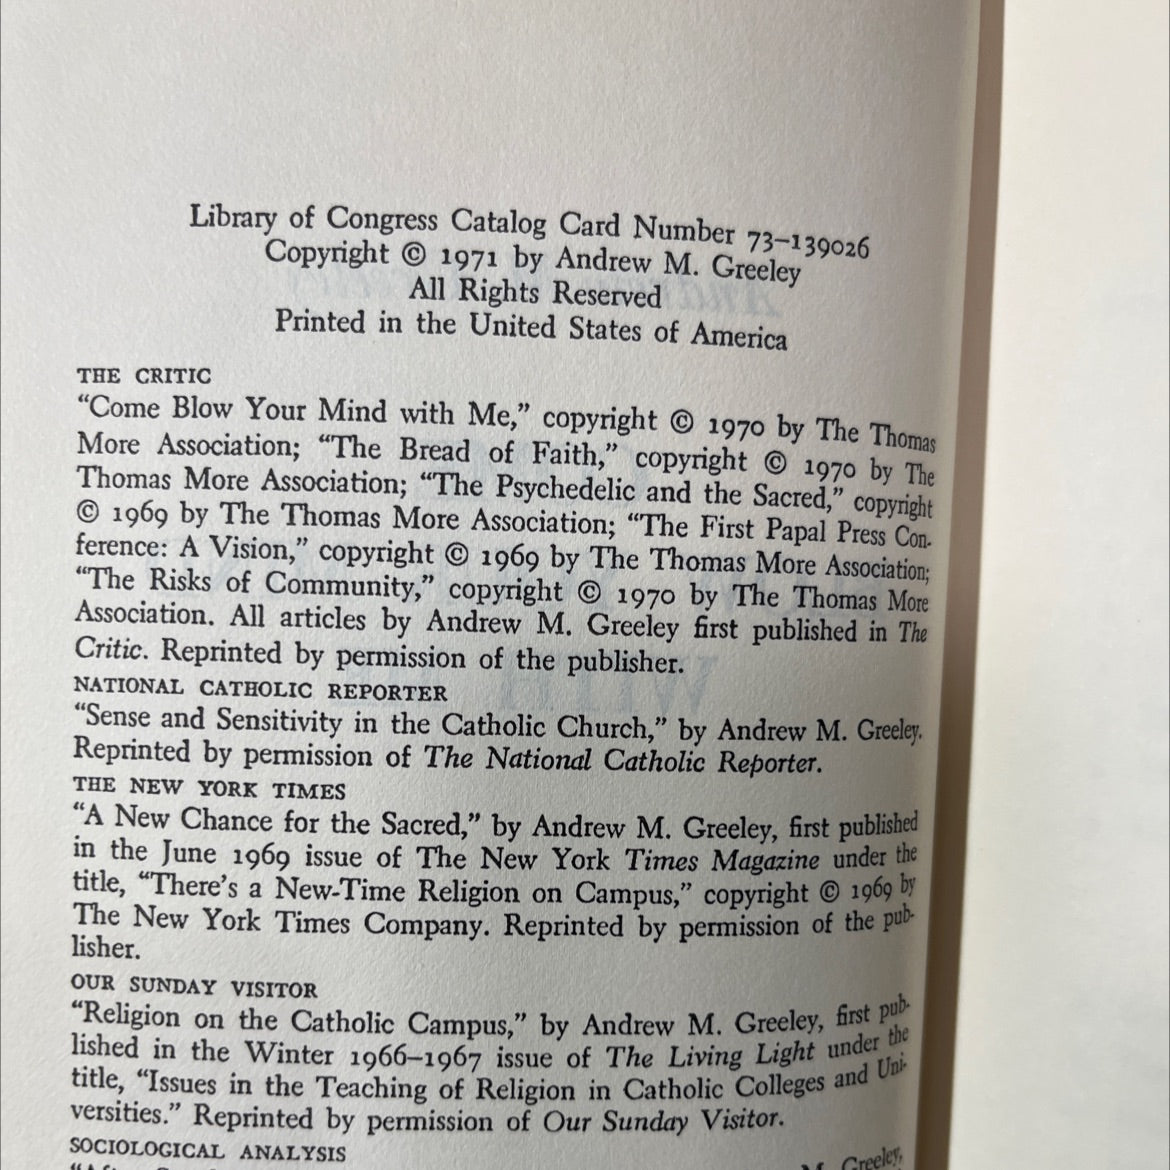 Library of Congress Catalog Card Number 73–139026
Copyright © 1971 by Andrew M. Greeley
All Rights Reserved
Printed in the United States of America
THE CRITIC
“Come Blow Your Mind with Me,” copyright © 1970 by The Thomas
More Association; “The Bread of Faith,” copyright © 1970 by The
Thomas More Association; “The Psychedelic and the Sacred,” copyright
© 1969 by The Thomas More Association; “The First Papal Press Con-
ference: A Vision,” copyright © 1969 by The Thomas More Association;
“The Risks of Community,” copyright © 1970 by The Thomas More
Association. All articles by Andrew M. Greeley first published in The
Critic. Reprinted by permission of the publisher.
NATIONAL CATHOLIC REPORTER
“Sense and Sensitivity in the Catholic Church,” by Andrew M. Greeley.
Reprinted by permission of The National Catholic Reporter.
THE NEW YORK TIMES
“A New Chance for the Sacred,” by Andrew M. Greeley, first published
in the June 1969 issue of The New York Times Magazine under the
title, “There’s a New-Time Religion on Campus,” copyright © 1969 by
The New York Times Company. Reprinted by permission of the pub-
lisher.
OUR SUNDAY VISITOR
“Religion on the Catholic Campus,” by Andrew M. Greeley, first pub-
lished in the Winter 1966–1967 issue of The Living Light under the
title, “Issues in the Teaching of Religion in Catholic Colleges and Uni-
versities.” Reprinted by permission of Our Sunday Visitor.
SOCIOLOGICAL ANALYSIS
M. Greeley,